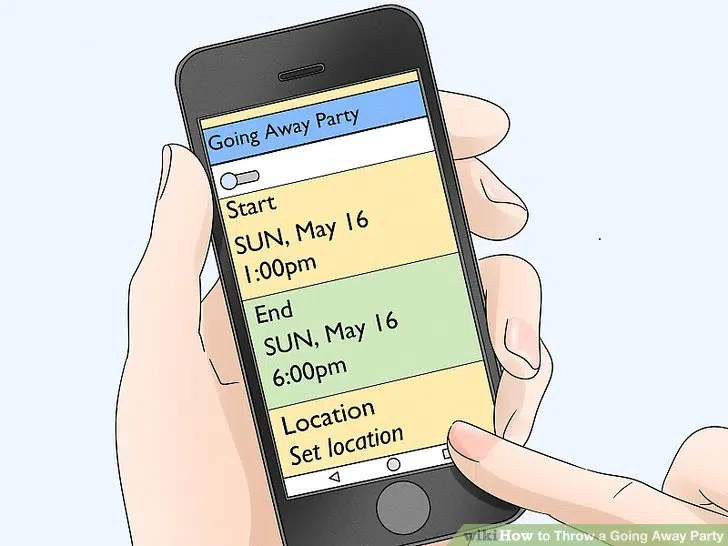 Going Away Party
Start
SUN, May 16
1:00pm
End
SUN, May 16
6:00pm
Location
Set location
wikiHow to Throw a Going Away Party